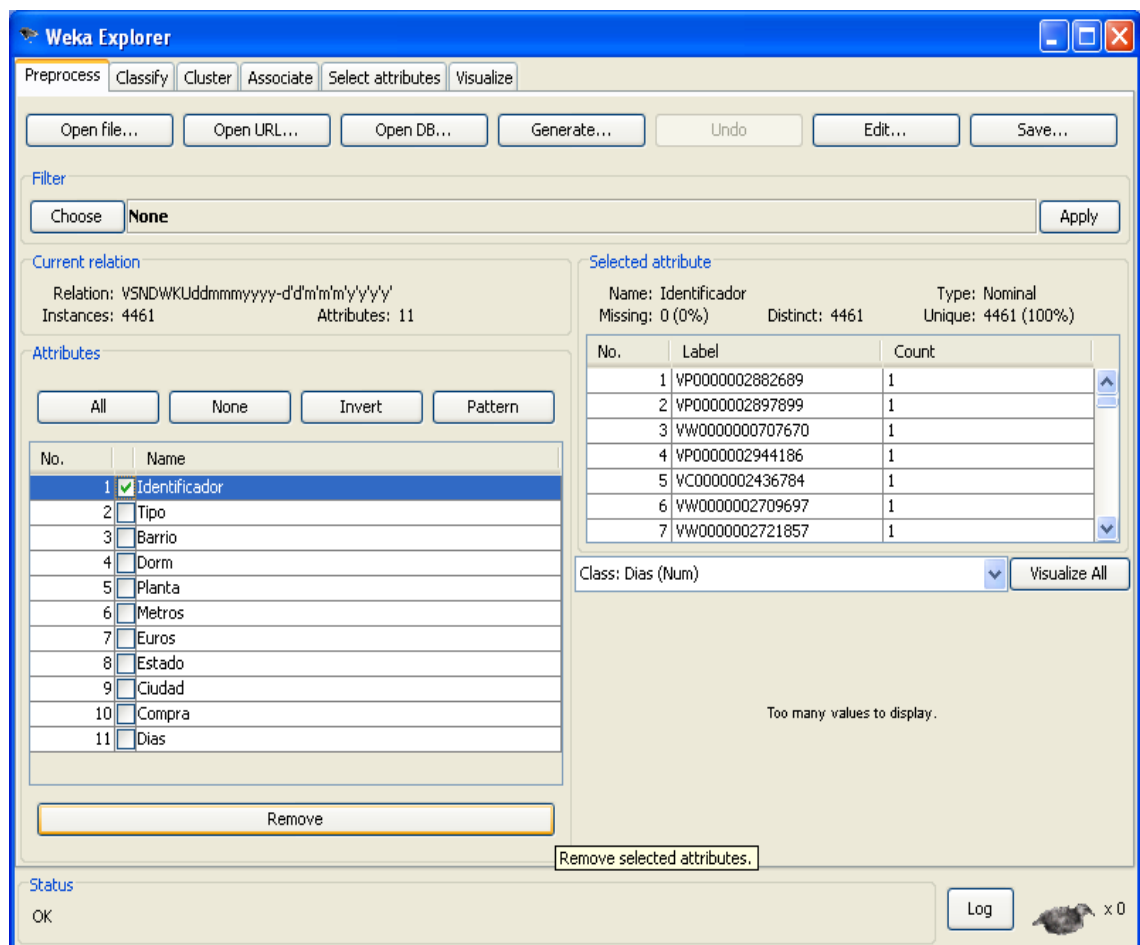 Weka Explorer
Preprocess Classify Cluster Associate Select attributes Visualize
Open file... Open URL... Open DB... Generate... Undo Edit... Save...
Filter
Choose None Apply
Current relation
Relation: VSNDWKUddmmmyyyy-d'd'm'm'm'y'y'y'y'
Instances: 4461 Attributes: 11
Attributes
All None Invert Pattern
No. Name
1 Identificador
2 Tipo
3 Barrio
4 Dorm
5 Planta
6 Metros
7 Euros
8 Estado
9 Ciudad
10 Compra
11 Dias
Remove
Selected attribute
Name: Identificador Type: Nominal
Missing: 0 (0%) Distinct: 4461 Unique: 4461 (100%)
No. Label Count
1 VP0000002882689 1
2 VP0000002897899 1
3 VW0000000707670 1
4 VP0000002944186 1
5 VC0000002436784 1
6 VW0000002709697 1
7 VW0000002721857 1
Class: Dias (Num) Visualize All
Too many values to display.
Remove selected attributes.
Status
OK Log x 0